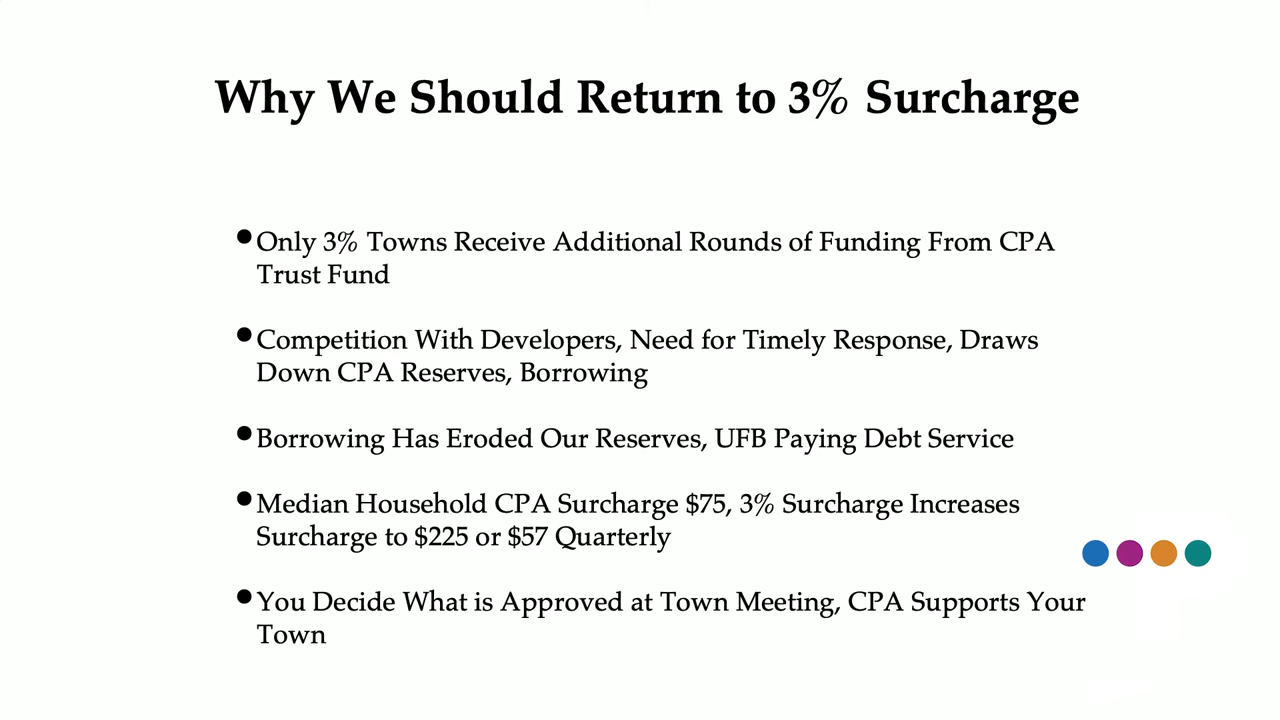 Why We Should Return to 3% Surcharge
•Only 3% Towns Receive Additional Rounds of Funding From CPA
Trust Fund
•Competition With Developers, Need for Timely Response, Draws
Down CPA Reserves, Borrowing
•Borrowing Has Eroded Our Reserves, UFB Paying Debt Service
•Median Household CPA Surcharge $75, 3% Surcharge Increases
Surcharge to $225 or $57 Quarterly
•You Decide What is Approved at Town Meeting, CPA Supports Your
Town